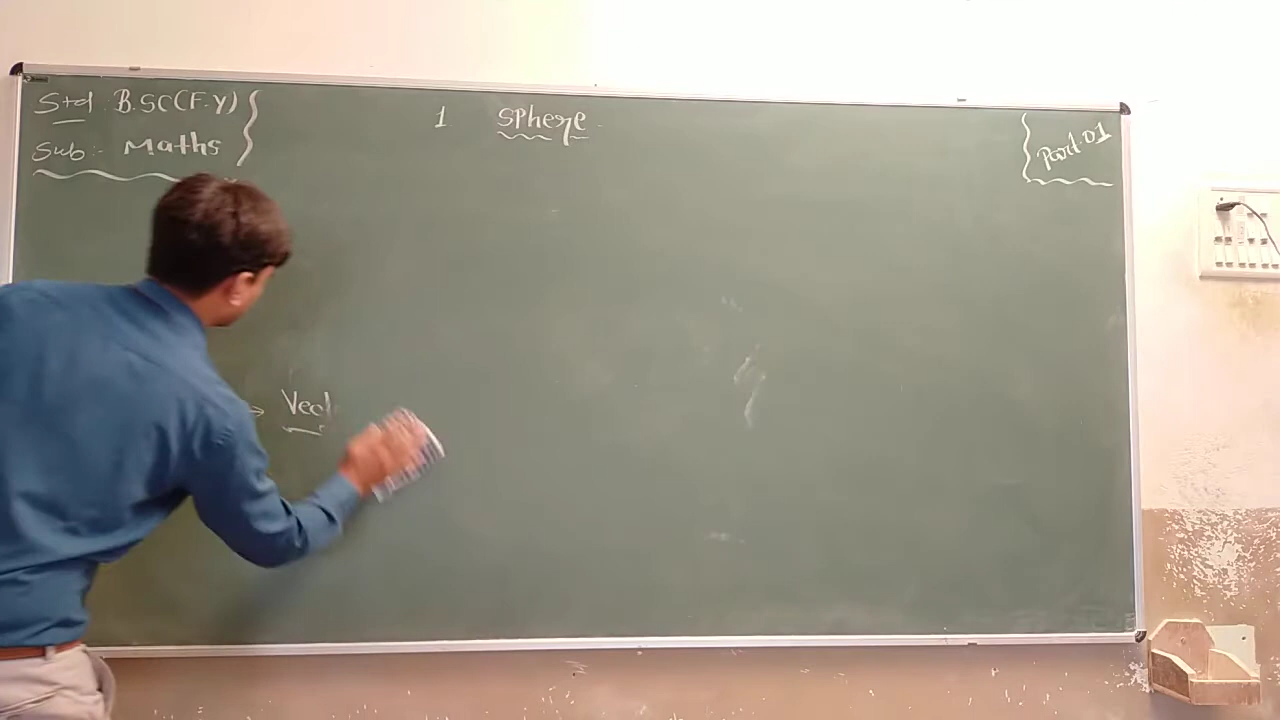 Std : B.SC(F.Y)
Sub:- Maths
1 Sphere
Part-01
→ Vect